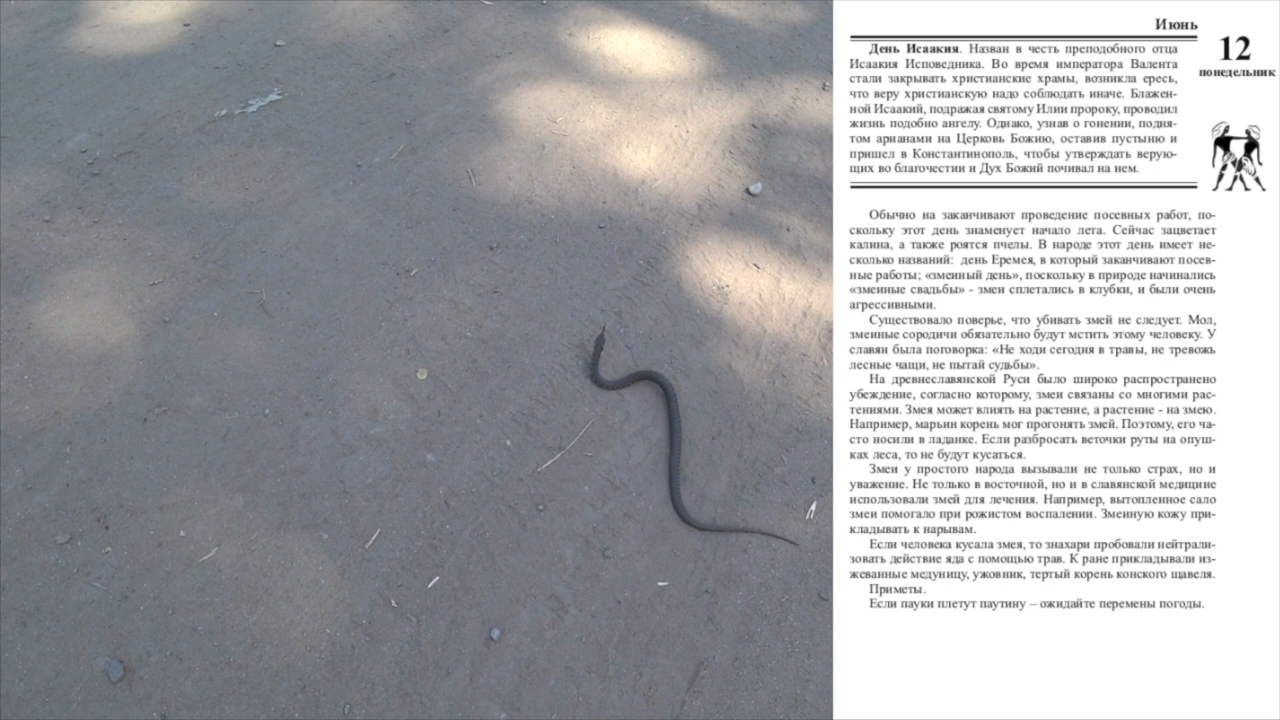 Июнь
12
понедельник
День Исаакия. Назван в честь преподобного отца
Исаакия Исповедника. Во время императора Валента
стали закрывать христианские храмы, возникла ересь,
что веру христианскую надо соблюдать иначе. Блажен-
ной Исаакий, подражая святому Илии пророку, проводил
жизнь подобно ангелу. Однако, узнав о гонении, подня-
том арианами на Церковь Божию, оставив пустыню и
пришел в Константинополь, чтобы утверждать верую-
щих во благочестии и Дух Божий почивал на нем.
Обычно на заканчивают проведение посевных работ, по-
скольку этот день знаменует начало лета. Сейчас зацветает
калина, а также роятся пчелы. В народе этот день имеет не-
сколько названий: день Еремея, в который заканчивают посев-
ные работы; «змеиный день», поскольку в природе начинались
«змеиные свадьбы» - змеи сплетались в клубки, и были очень
агрессивными.
Существовало поверье, что убивать змей не следует. Мол,
змеиные сородичи обязательно будут мстить этому человеку. У
славян была поговорка: «Не ходи сегодня в травы, не тревожь
лесные чащи, не пытай судьбы».
На древнеславянской Руси было широко распространено
убеждение, согласно которому, змеи связаны со многими рас-
тениями. Змея может влиять на растение, а растение - на змею.
Например, марьин корень мог прогонять змей. Поэтому, его ча-
сто носили в ладанке. Если разбросать веточки руты на опуш-
ках леса, то не будут кусаться.
Змеи у простого народа вызывали не только страх, но и
уважение. Не только в восточной, но и в славянской медицине
использовали змей для лечения. Например, вытопленное сало
змеи помогало при рожистом воспалении. Змеиную кожу при-
кладывать к нарывам.
Если человека кусала змея, то знахари пробовали нейтрали-
зовать действие яда с помощью трав. К ране прикладывали из-
жеванные медуницу, ужовник, тертый корень конского щавеля.
Приметы.
Если пауки плетут паутину – ожидайте перемены погоды.